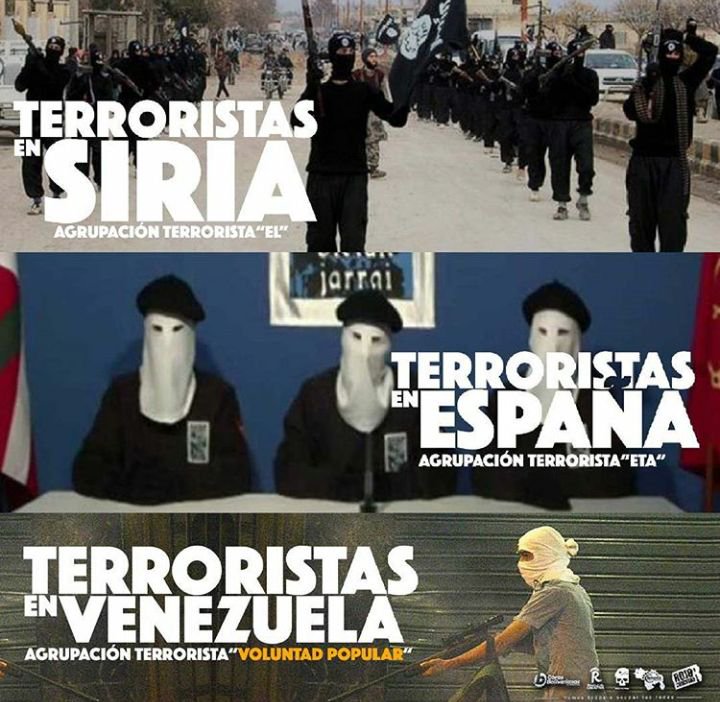 TERRORISTAS
EN SIRIA
AGRUPACIÓN TERRORISTA"EL"
jarrai
TERRORISTAS
EN ESPAÑA
AGRUPACIÓN TERRORISTA"ETA"
TERRORISTAS
EN VENEZUELA
AGRUPACIÓN TERRORISTA"VOLUNTAD POPULAR"